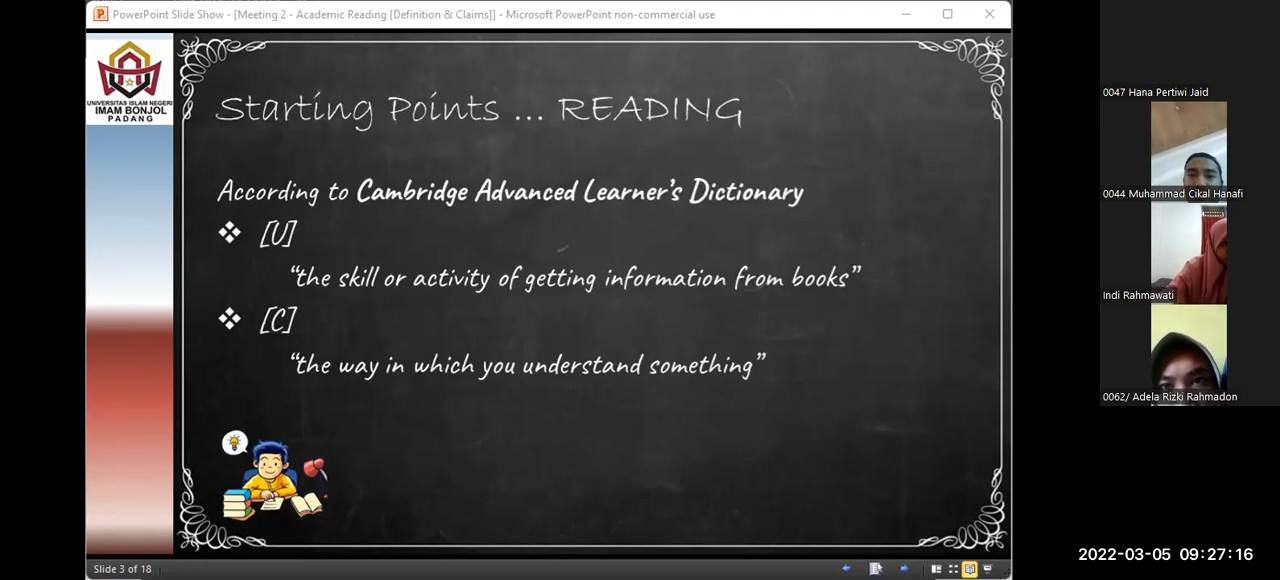 PowerPoint Slide Show - [Meeting 2 - Academic Reading [Definition & Claims]] - Microsoft PowerPoint non-commercial use
UNIVERSITAS ISLAM NEGERI
IMAM BONJOL
PADANG
Starting Points ... READING
According to Cambridge Advanced Learner's Dictionary
❖ [U]
“the skill or activity of getting information from books”
❖ [C]
“the way in which you understand something”
Slide 3 of 18
0047 Hana Pertiwi Jaid
0044 Muhammad Cikal Hanafi
Indi Rahmawati
0062/ Adela Rizki Rahmadon
2022-03-05 09:27:16